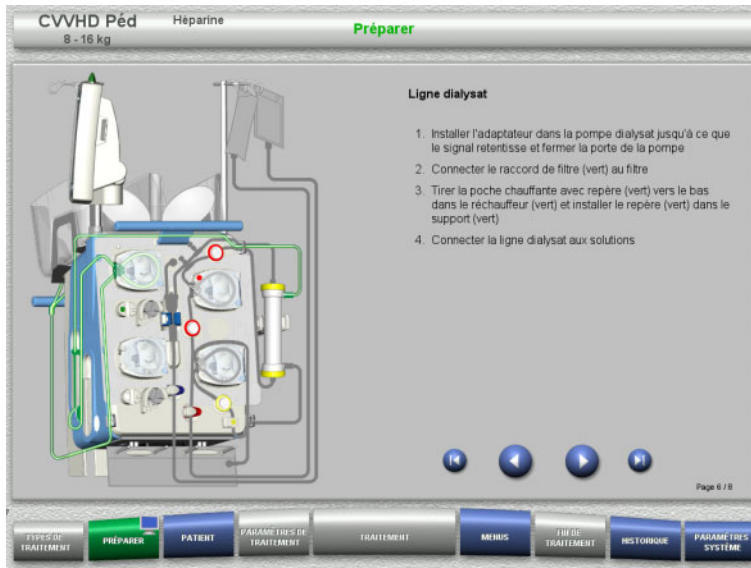 CVVHD Péd
Héparine
8 - 16 kg
Préparer
Ligne dialysat
1. Installer l'adaptateur dans la pompe dialysat jusqu'à ce que
le signal retentisse et fermer la porte de la pompe
2. Connecter le raccord de filtre (vert) au filtre
3. Tirer la poche chauffante avec repère (vert) vers le bas
dans le réchauffeur (vert) et installer le repère (vert) dans le
support (vert)
4. Connecter la ligne dialysat aux solutions
Page 6 / 8
TYPES DE
TRAITEMENT
PRÉPARER
PATIENT
PARAMÈTRES DE
TRAITEMENT
TRAITEMENT
MENUS
FIN DE
TRAITEMENT
HISTORIQUE
PARAMÈTRES
SYSTÈME